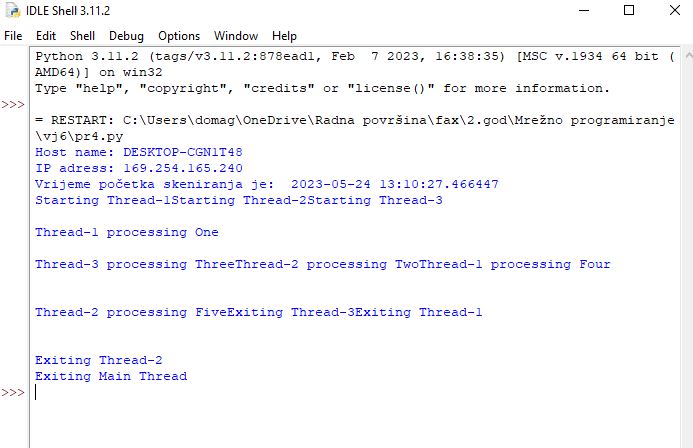 IDLE Shell 3.11.2
File Edit Shell Debug Options Window Help
Python 3.11.2 (tags/v3.11.2:878ead1, Feb  7 2023, 16:38:35) [MSC v.1934 64 bit (
AMD64)] on win32
Type "help", "copyright", "credits" or "license()" for more information.
>>>
= RESTART: C:\Users\domag\OneDrive\Radna površina\fax\2.god\Mrežno programiranje
\vj6\pr4.py
Host name: DESKTOP-CGN1T48
IP adress: 169.254.165.240
Vrijeme početka skeniranja je:  2023-05-24 13:10:27.466447
Starting Thread-1Starting Thread-2Starting Thread-3
Thread-1 processing One
Thread-3 processing ThreeThread-2 processing TwoThread-1 processing Four
Thread-2 processing FiveExiting Thread-3Exiting Thread-1
Exiting Thread-2
Exiting Main Thread
>>>